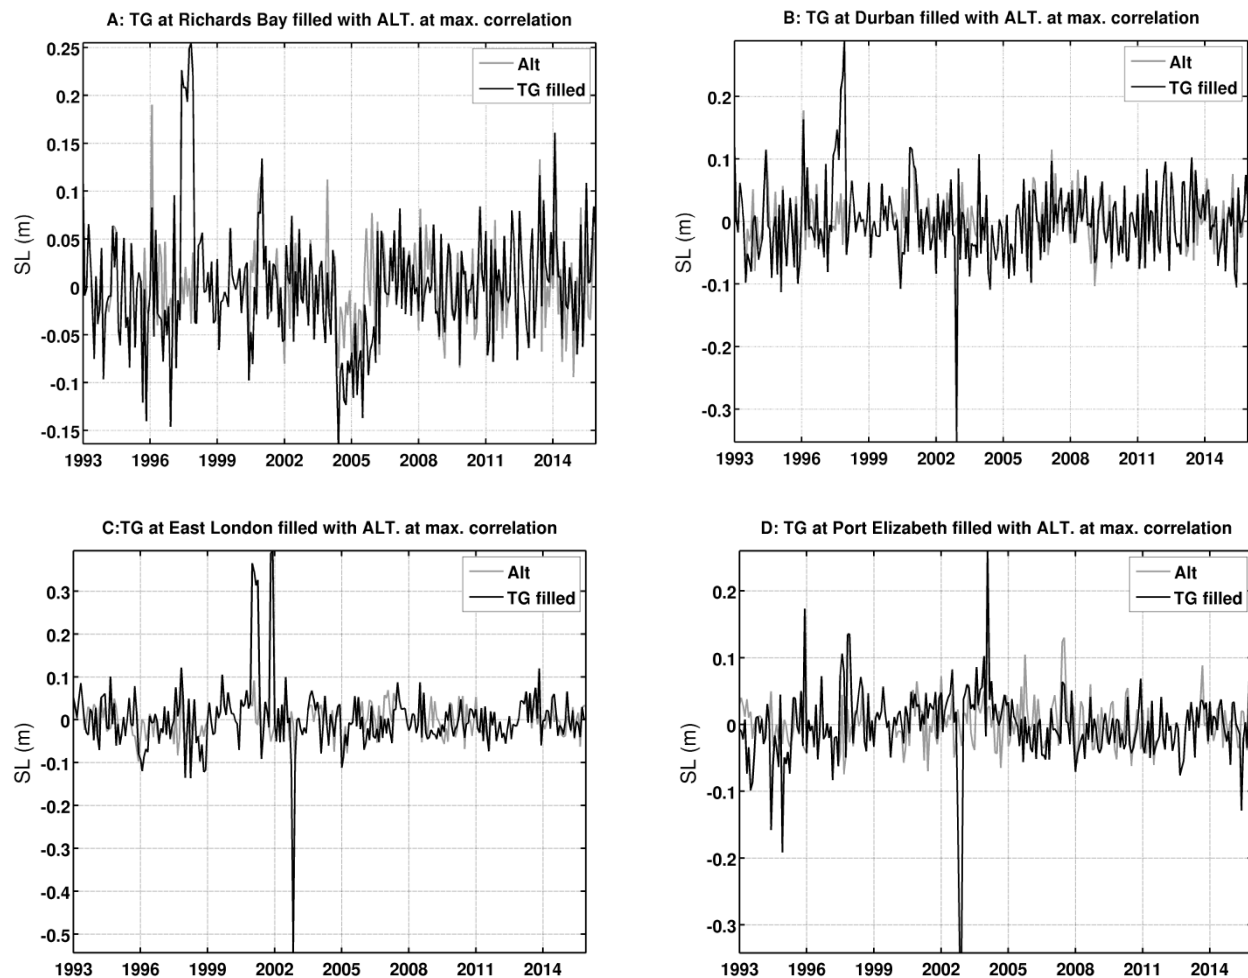 A: TG at Richards Bay filled with ALT. at max. correlation
SL (m)
0.25
0.2
0.15
0.1
0.05
0
-0.05
-0.1
-0.15
Alt
TG filled
1993 1996 1999 2002 2005 2008 2011 2014
B: TG at Durban filled with ALT. at max. correlation
SL (m)
0.2
0.1
0
-0.1
-0.2
-0.3
Alt
TG filled
1993 1996 1999 2002 2005 2008 2011 2014
C:TG at East London filled with ALT. at max. correlation
SL (m)
0.3
0.2
0.1
0
-0.1
-0.2
-0.3
-0.4
-0.5
Alt
TG filled
1993 1996 1999 2002 2005 2008 2011 2014
D: TG at Port Elizabeth filled with ALT. at max. correlation
SL (m)
0.2
0.1
0
-0.1
-0.2
-0.3
Alt
TG filled
1993 1996 1999 2002 2005 2008 2011 2014